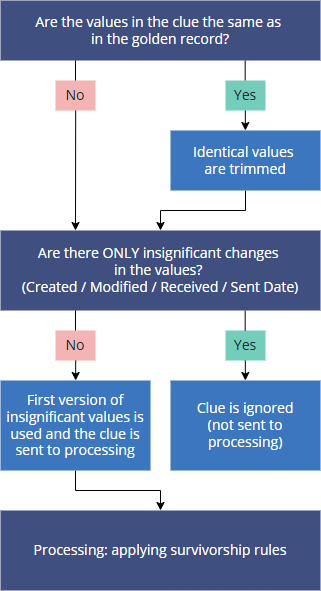 Are the values in the clue the same as
in the golden record?
No
Yes
Identical values
are trimmed
Are there ONLY insignificant changes
in the values?
(Created / Modified / Received / Sent Date)
No
Yes
First version of
insignificant values is
used and the clue is
sent to processing
Clue is ignored
(not sent to
processing)
Processing: applying survivorship rules